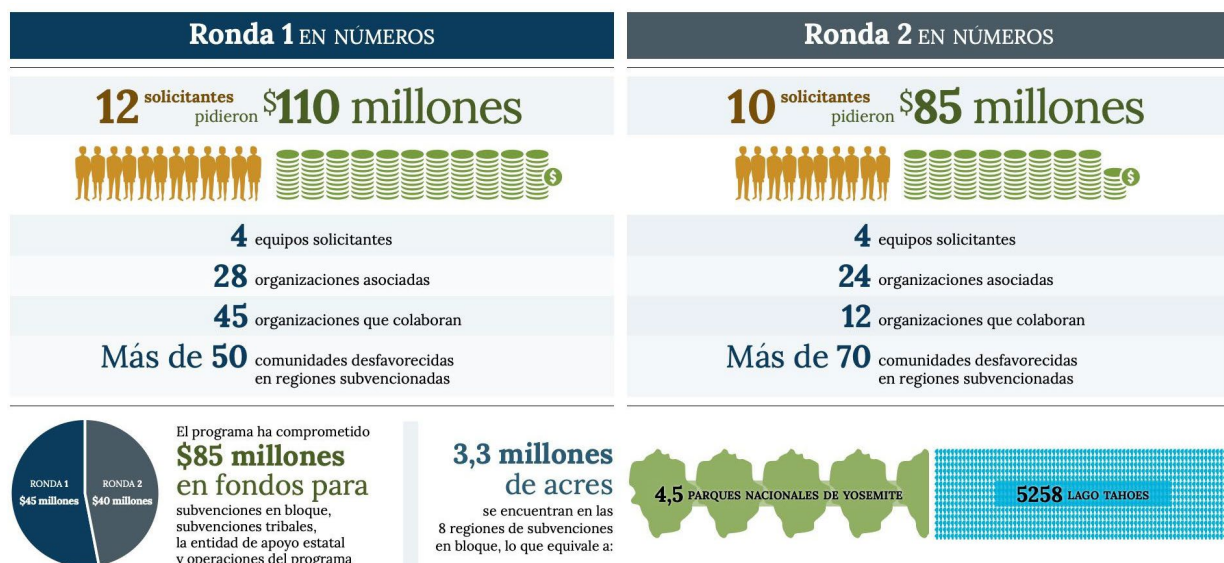 Ronda 1 EN NÚMEROS
12 solicitantes pidieron $110 millones
$
4 equipos solicitantes
28 organizaciones asociadas
45 organizaciones que colaboran
Más de 50 comunidades desfavorecidas
en regiones subvencionadas
Ronda 2 EN NÚMEROS
10 solicitantes pidieron $85 millones
$
4 equipos solicitantes
24 organizaciones asociadas
12 organizaciones que colaboran
Más de 70 comunidades desfavorecidas
en regiones subvencionadas
RONDA 1
$45 millones
RONDA 2
$40 millones
El programa ha comprometido
$85 millones
en fondos para
subvenciones en bloque,
subvenciones tribales,
la entidad de apoyo estatal
y operaciones del programa
3,3 millones
de acres
se encuentran en las
8 regiones de subvenciones
en bloque, lo que equivale a:
4,5 PARQUES NACIONALES DE YOSEMITE
5258 LAGO TAHOES